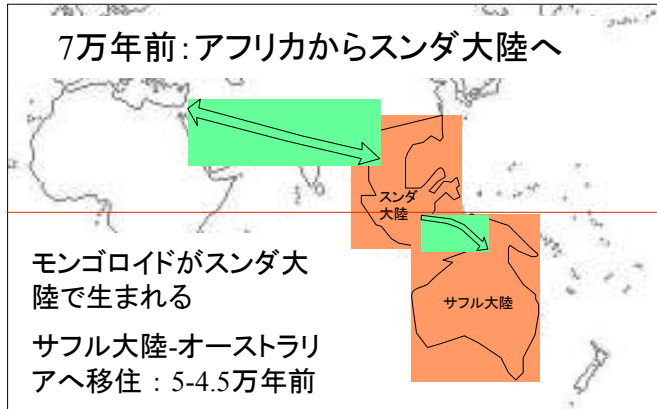 7万年前：アフリカからスンダ大陸へ
スンダ
大陸
モンゴロイドがスンダ大
陸で生まれる
サフル大陸
サフル大陸-オーストラリ
アへ移住 : 5-4.5万年前